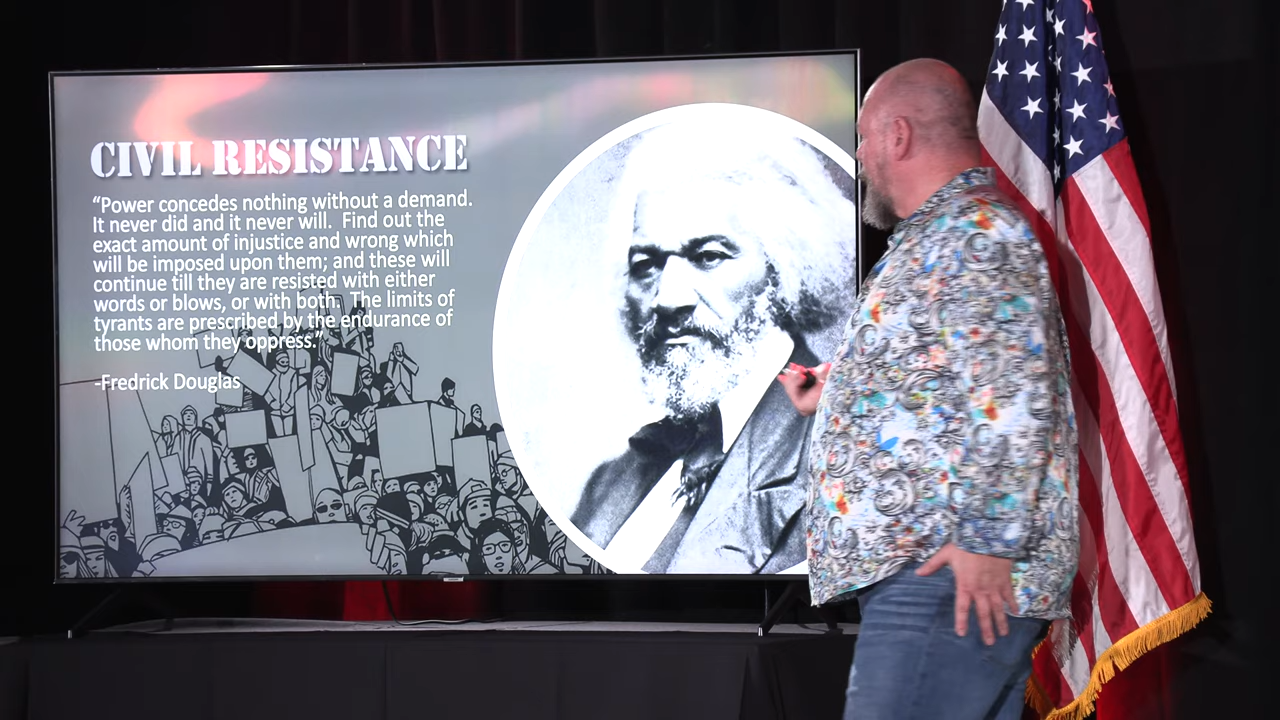 CIVIL RESISTANCE
“Power concedes nothing without a demand.
It never did and it never will.  Find out the
exact amount of injustice and wrong which
will be imposed upon them; and these will
continue till they are resisted with either
words or blows, or with both.  The limits of
tyrants are prescribed by the endurance of
those whom they oppress.”
-Fredrick Douglas